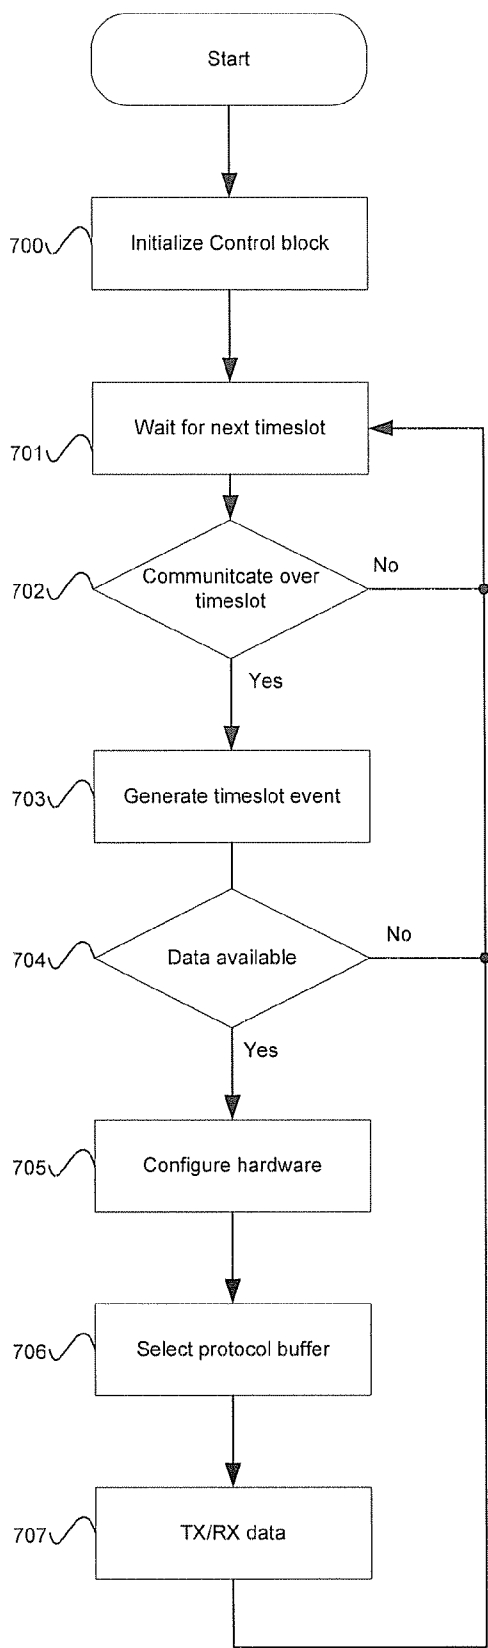 Start
700
Initialize Control block
701
Wait for next timeslot
702
Communitcate over
timeslot
No
Yes
703
Generate timeslot event
704
Data available
No
Yes
705
Configure hardware
706
Select protocol buffer
707
TX/RX data